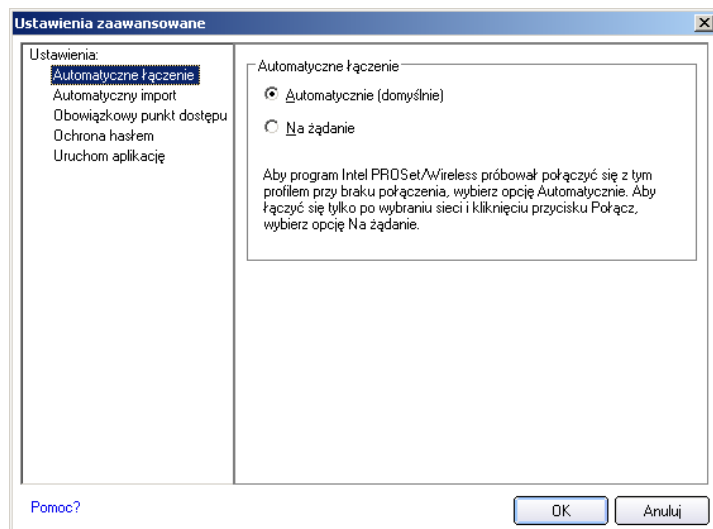 Ustawienia zaawansowane
Ustawienia:
Automatyczne łączenie
Automatyczny import
Obowiązkowy punkt dostępu
Ochrona hasłem
Uruchom aplikację
Automatyczne łączenie
Automatycznie (domyślnie)
Na żądanie
Aby program Intel PROSet/Wireless próbował połączyć się z tym
profilem przy braku połączenia, wybierz opcję Automatycznie. Aby
łączyć się tylko po wybraniu sieci i kliknięciu przycisku Połącz,
wybierz opcję Na żądanie.
Pomoc?
OK
Anuluj